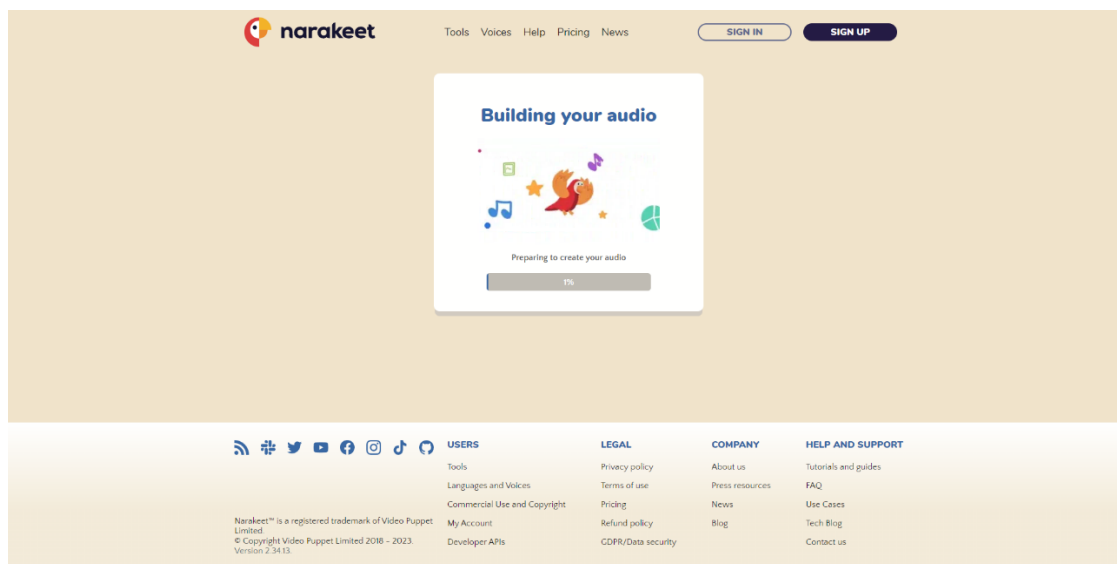 narakeet
Tools Voices Help Pricing News
SIGN IN
SIGN UP
Building your audio
Preparing to create your audio
1%
USERS
Tools
Languages and Voices
Commercial Use and Copyright
My Account
Developer APIs
LEGAL
Privacy policy
Terms of use
Pricing
Refund policy
GDPR/Data security
COMPANY
About us
Press resources
News
Blog
HELP AND SUPPORT
Tutorials and guides
FAQ
Use Cases
Tech Blog
Contact us
Narakeet™ is a registered trademark of Video Puppet
Limited.
© Copyright Video Puppet Limited 2018 - 2023.
Version 2.34.13.